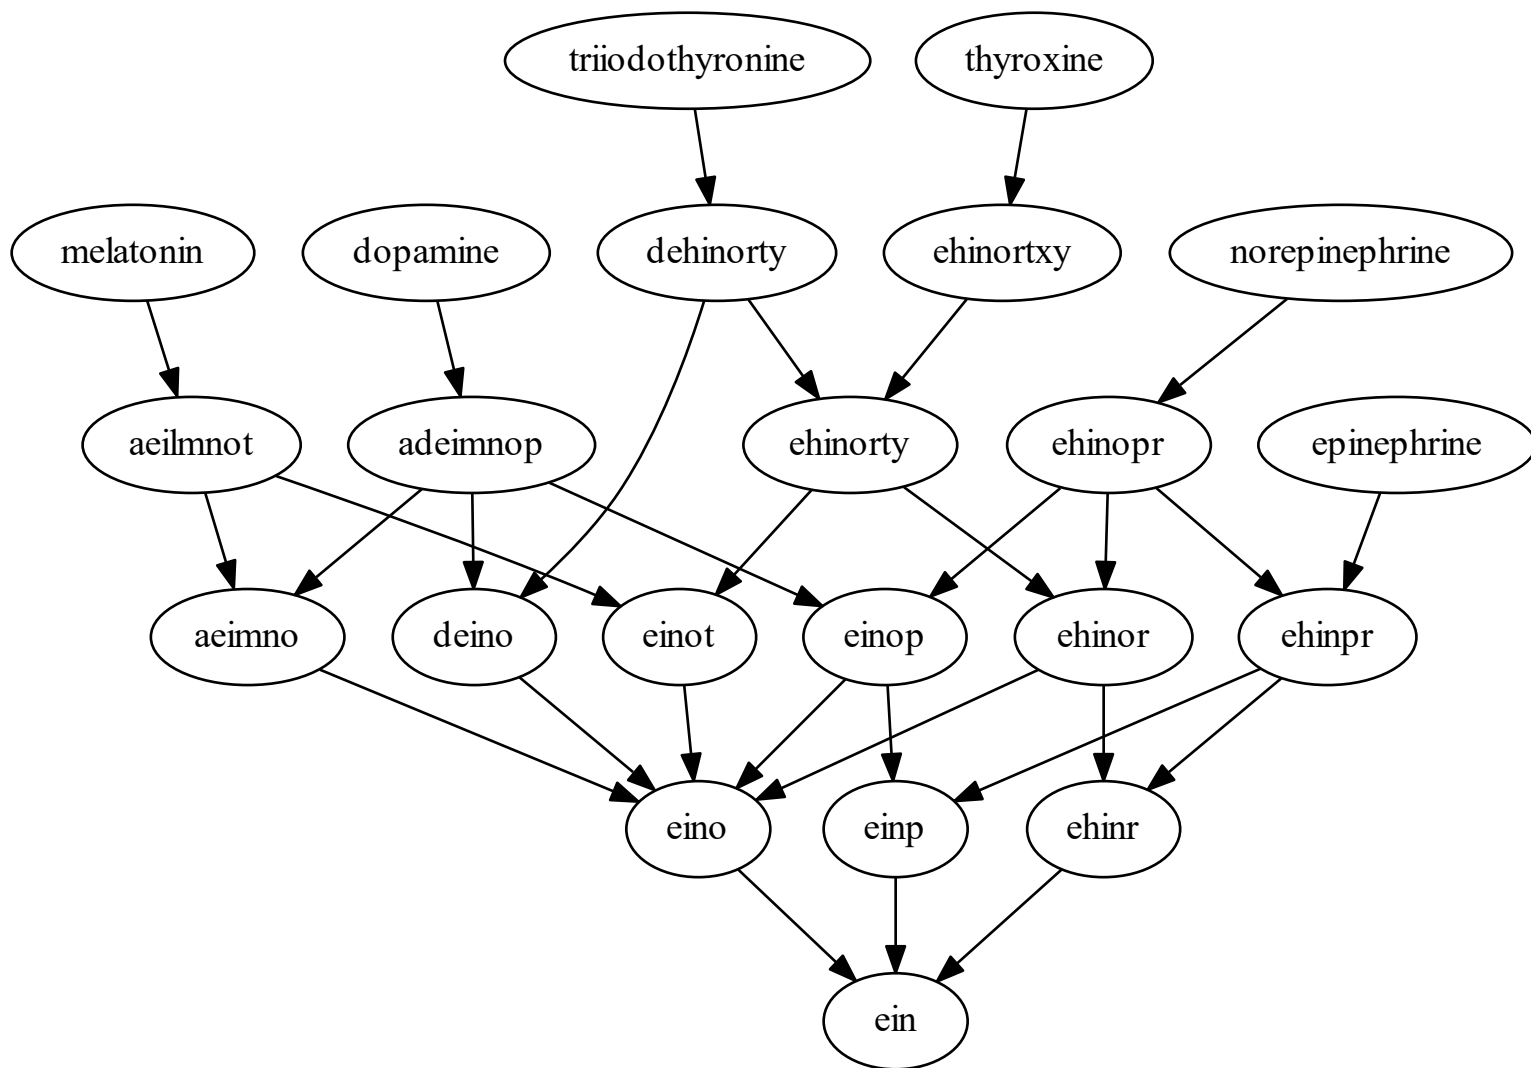 triiodothyronine
thyroxine
melatonin
dopamine
dehinorty
ehinortxy
norepinephrine
aeilmnot
adeimnop
ehinorty
ehinopr
epinephrine
aeimno
deino
einot
einop
ehinor
ehinpr
eino
einp
ehinr
ein